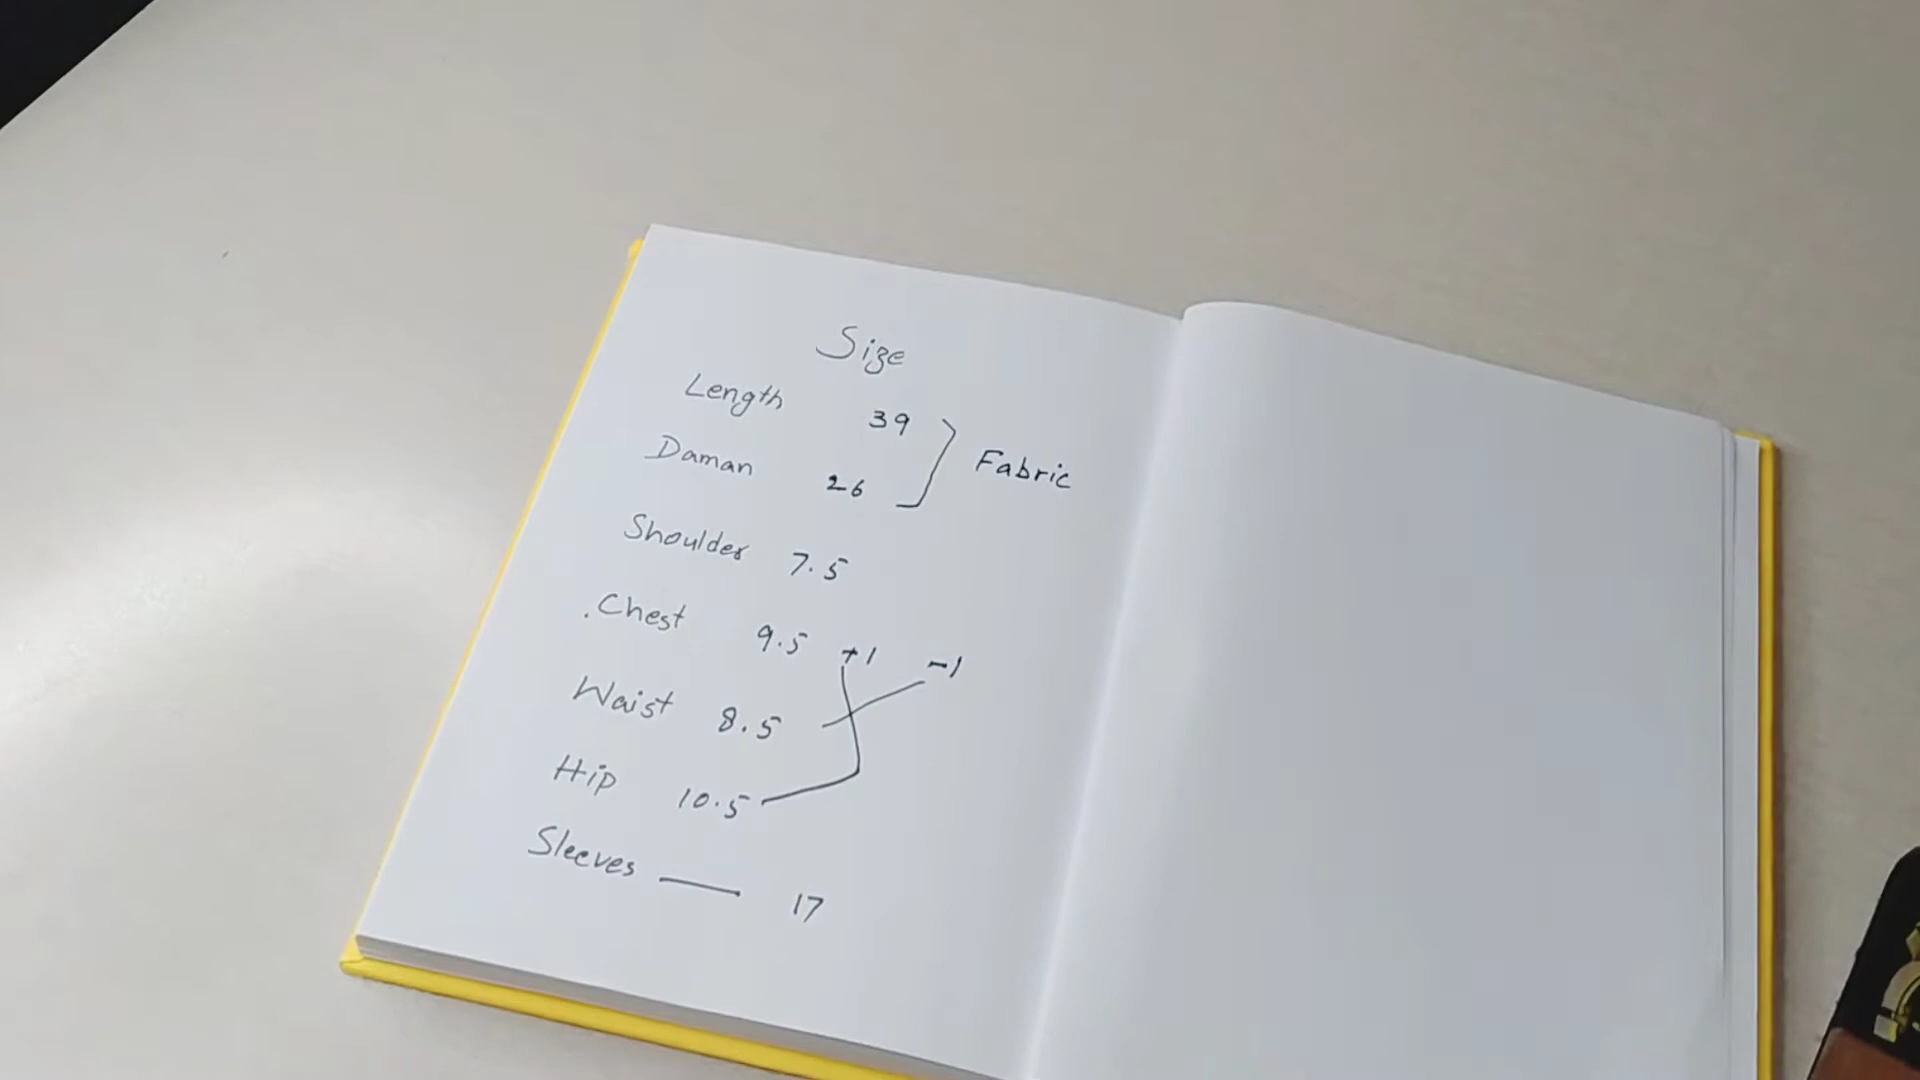 Size
Length 39
Daman 26
Fabric
Shoulder 7.5
.Chest 9.5 +1 -1
Waist 8.5
Hip 10.5
Sleeves — 17